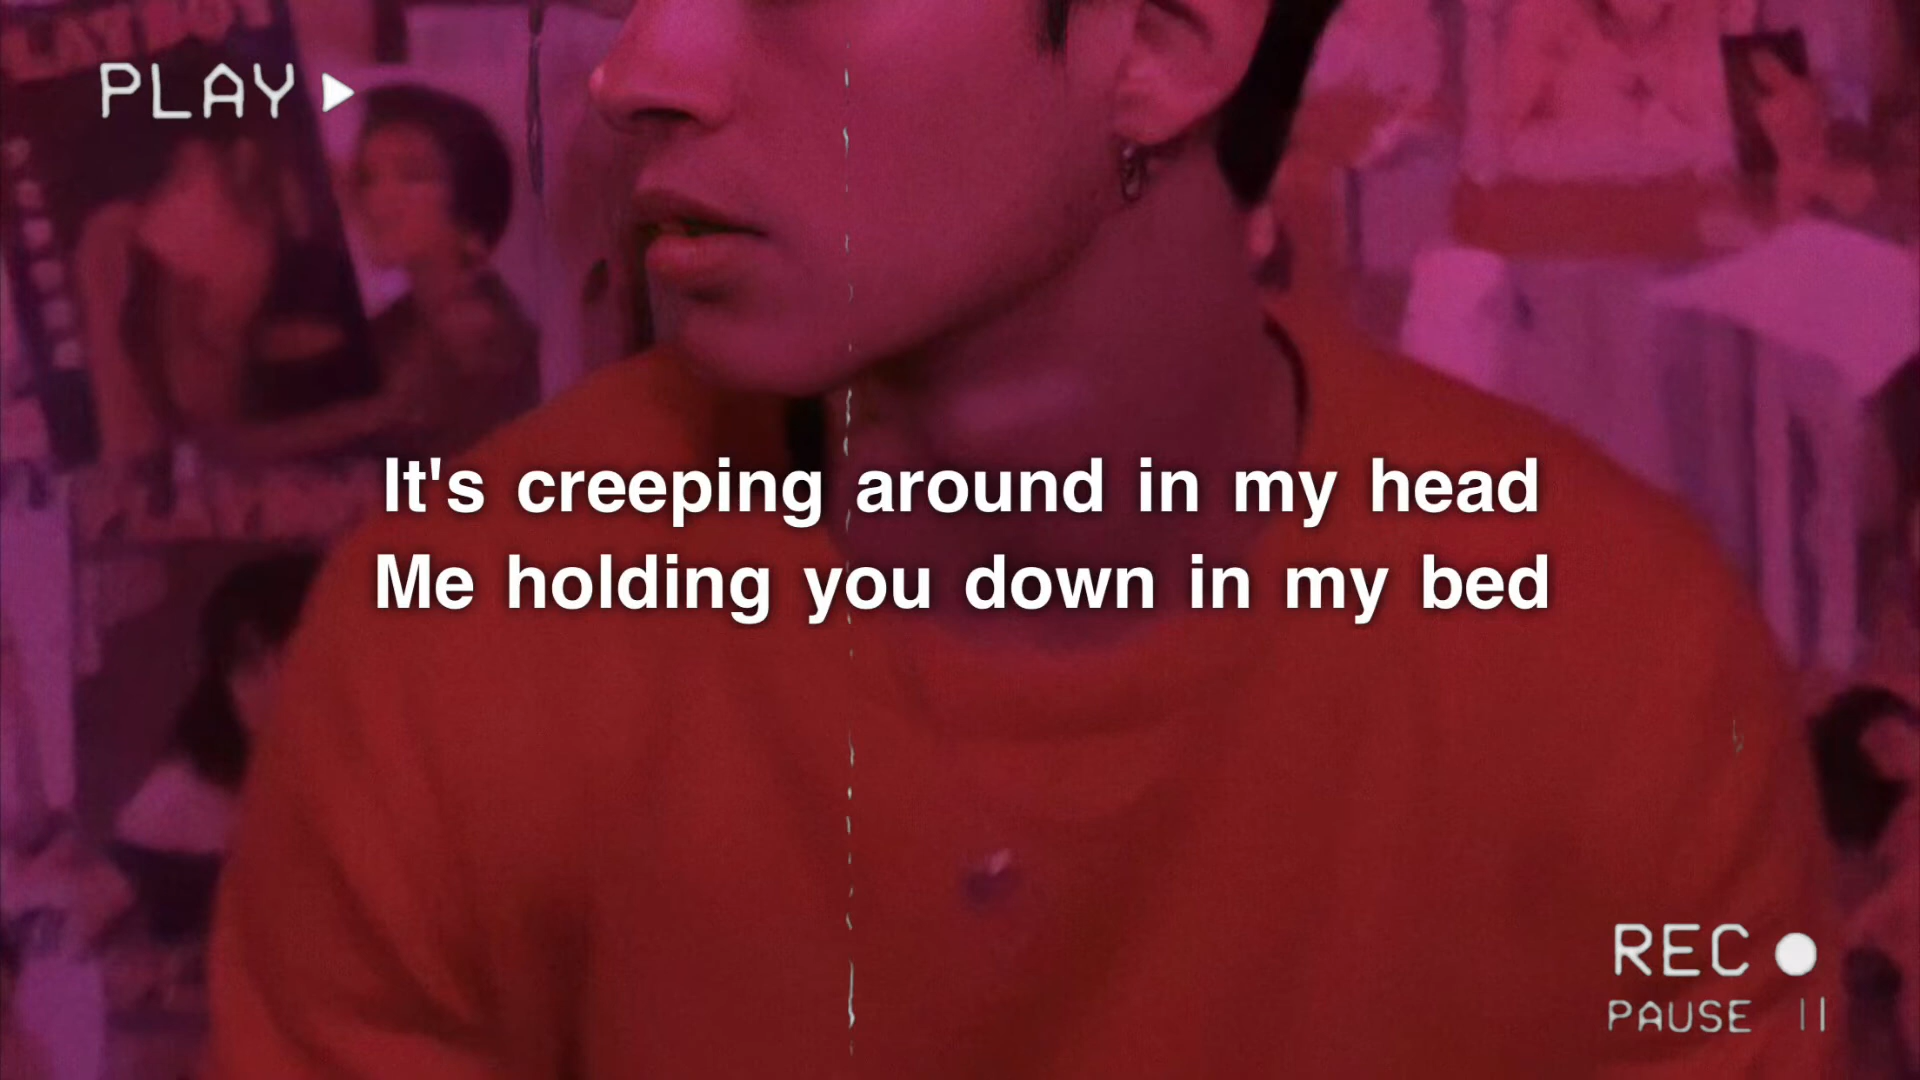 PLAY
It's creeping around in my head
Me holding you down in my bed
REC
PAUSE